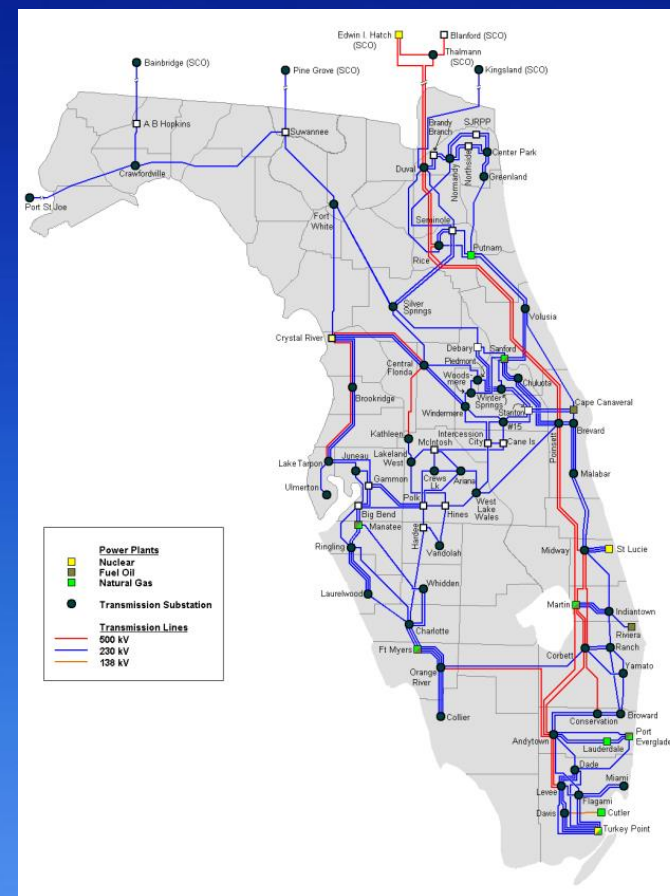 Edwin I. Hatch (SCO)
Blanford (SCO)
Thalmann
(SCO)
Bainbridge (SCO)
Pine Grove (SCO)
Kingsland (SCO)
A B Hopkins
Suwannee
Brandy
Branch
SJRPP
Crawfordville
Duval
Normandy
Northside
Center Park
Greenland
Port St Joe
Fort
White
Seminole
Rice
Putnam
Silver
Springs
Volusia
Crystal River
Debary
Sanford
Piedmont
Central
Florida
Woods-
mere
Chuluota
Winter
Springs
Cape Canaveral
Brookridge
Windermere
Stanton
#15
Kathleen
Intercession
City
Cane Is
Poinsett
Brevard
McIntosh
Lakeland
West
Lake Tarpon
Juneau
Malabar
Gammon
Crews
Lk
Ariana
Ulmerton
Polk
West
Lake
Wales
Big Bend
Hines
Manatee
Hardee
Vandolah
Midway
St Lucie
Ringling
Whidden
Martin
Laurelwood
Indiantown
Charlotte
Riviera
Ft Myers
Corbett
Ranch
Orange
River
Yamato
Collier
Conservation
Broward
Andytown
Port
Everglade
Lauderdale
Dade
Levee
Miami
Flagami
Davis
Cutler
Turkey Point
Power Plants
Nuclear
Fuel Oil
Natural Gas
Transmission Substation
Transmission Lines
500 kV
230 kV
138 kV